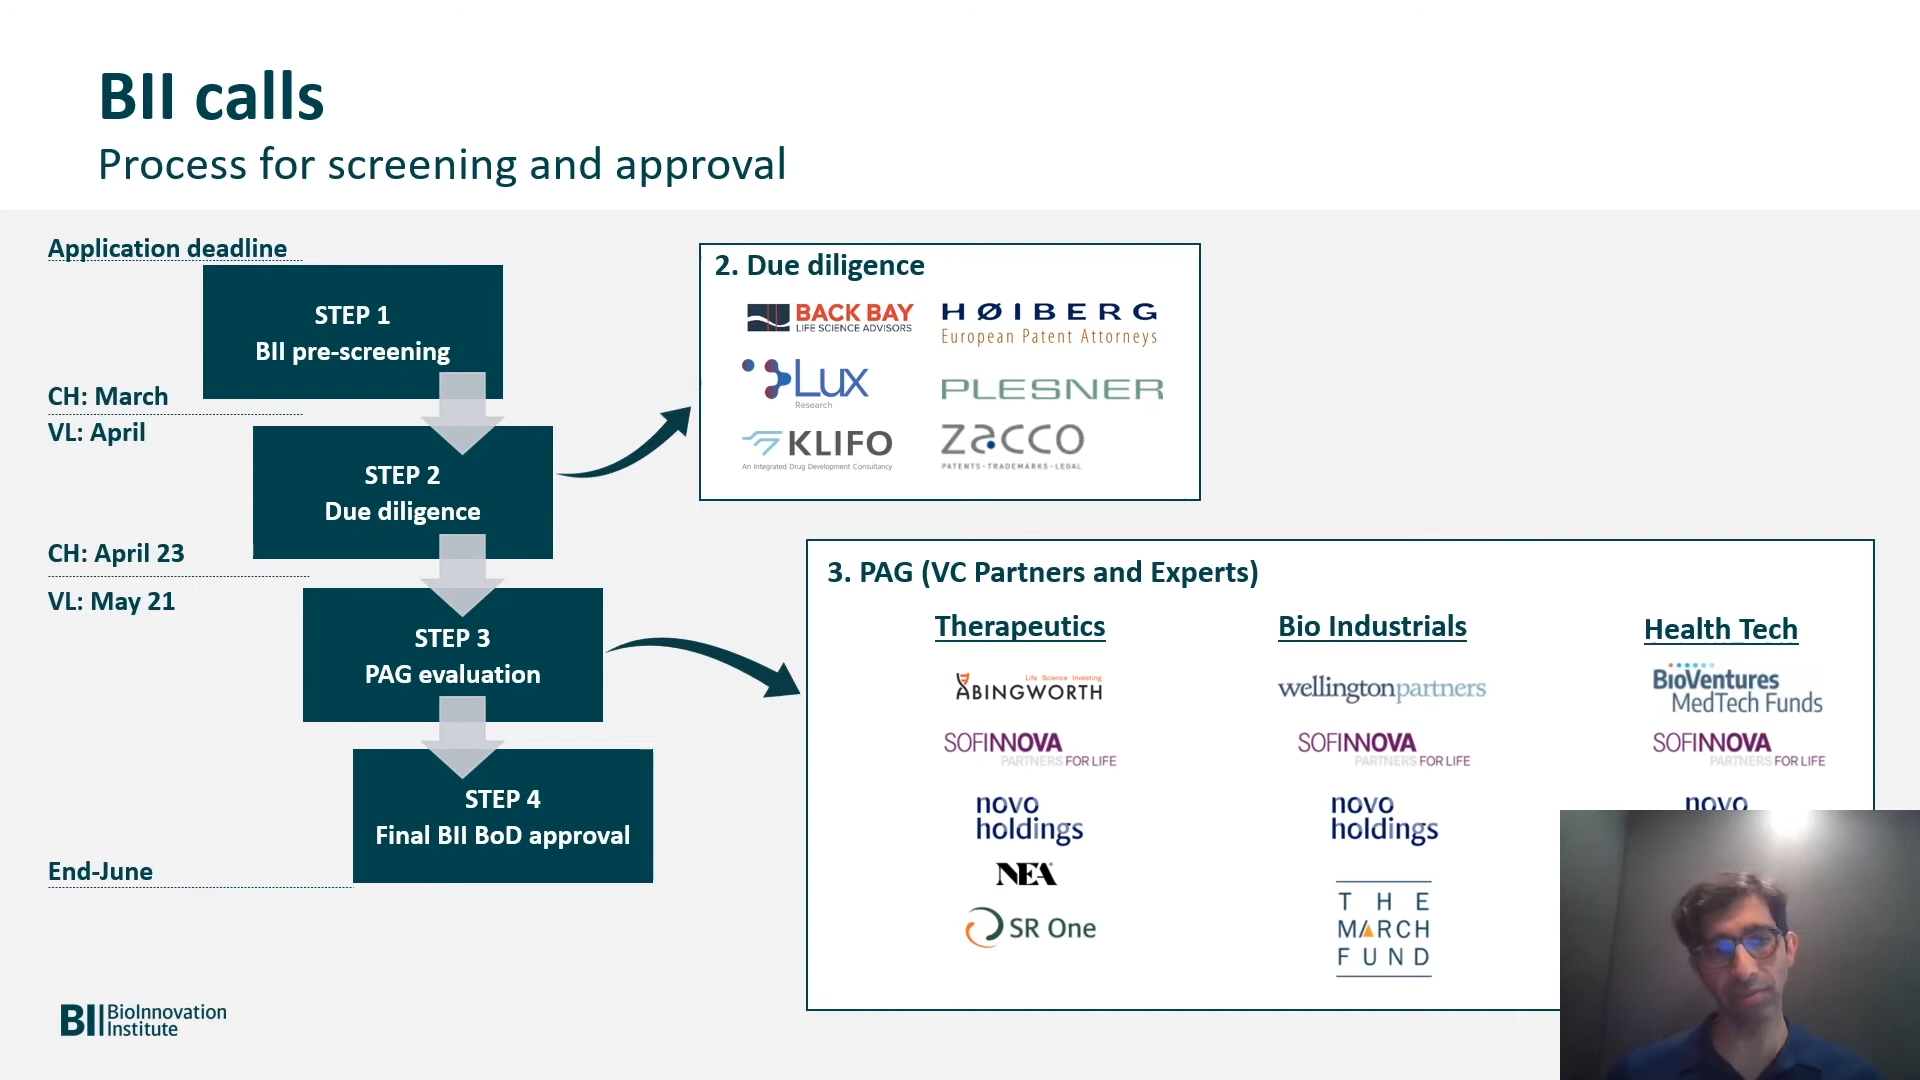 BII calls
Process for screening and approval
Application deadline
STEP 1
BII pre-screening
CH: March
VL: April
STEP 2
Due diligence
CH: April 23
VL: May 21
STEP 3
PAG evaluation
STEP 4
Final BII BoD approval
End-June
BII BioInnovation
Institute
2. Due diligence
BACK BAY
LIFE SCIENCE ADVISORS
HØIBERG
European Patent Attorneys
Lux
Research
PLESNER
KLIFO
An Integrated Drug Development Consultancy
zacco
PATENTS·TRADEMARKS·LEGAL
3. PAG (VC Partners and Experts)
Therapeutics
Life Science Investing
ABINGWORTH
SOFINNOVA
PARTNERS FOR LIFE
novo
holdings
NEA
SR One
Bio Industrials
wellingtonpartners
SOFINNOVA
PARTNERS FOR LIFE
novo
holdings
THE
MARCH
FUND
Health Tech
BioVentures
MedTech Funds
SOFINNOVA
PARTNERS FOR LIFE
novo